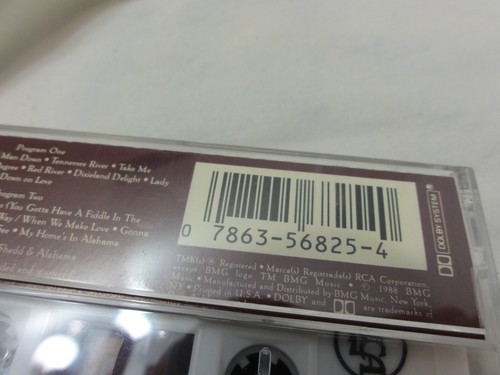 Program One
Man Down • Tennessee River • Take Me
• Red River • Dixieland Delight • Lady
Down on Love
Program Two
(You Gotta Have A Fiddle In The
Way / When We Make Love • Gonna
See • My Home's In Alabama
Shedd & Alabama
0 7863-56825-4
DOLBY SYSTEM ®
TMK(s) ® Registered • Marca(s) Registrada(s) RCA Corporation,
except BMG logo TM BMG Music • © 1988 BMG
Music • Manufactured and Distributed by BMG Music, New York,
NY • Printed in U.S.A. • DOLBY and
are trademarks of